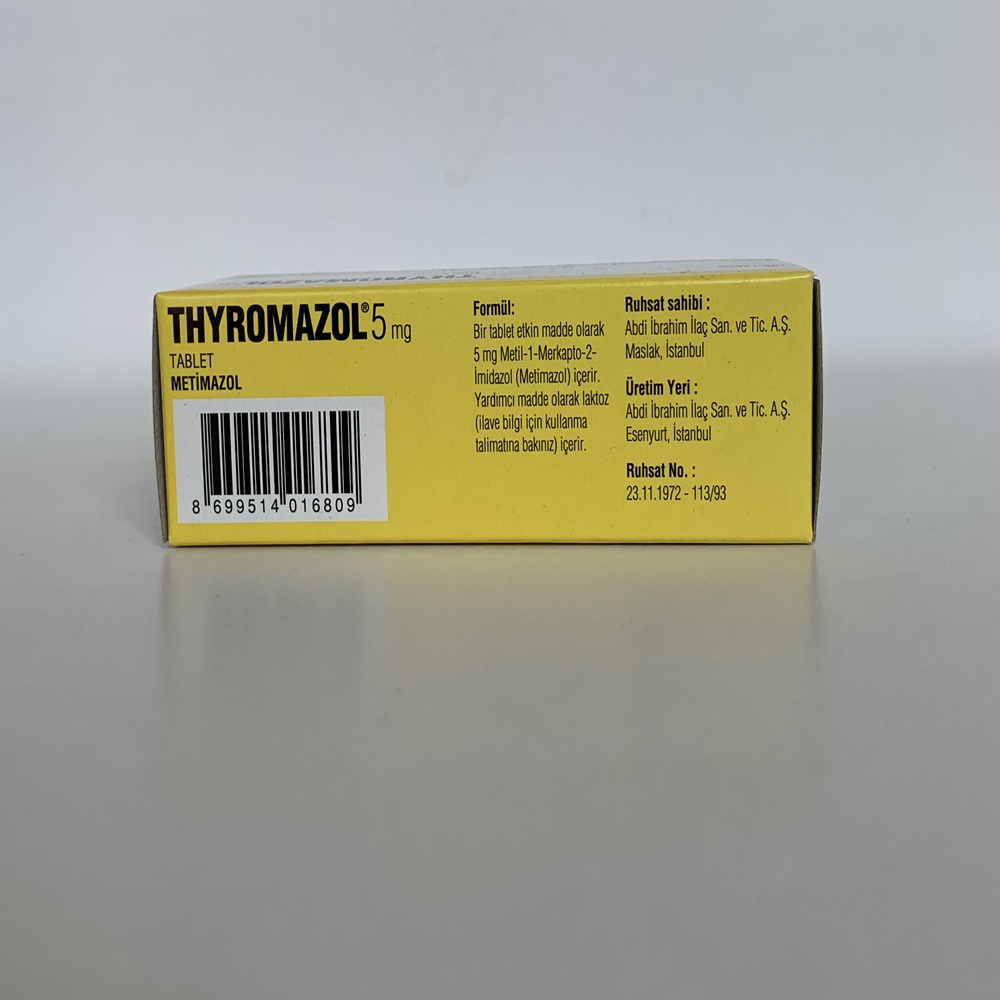 THYROMAZOL
THYROMAZOL® 5 mg
TABLET
METİMAZOL
8 699514 016809
Formül:
Bir tablet etkin madde olarak
5 mg Metil-1-Merkapto-2-
İmidazol (Metimazol) içerir.
Yardımcı madde olarak laktoz
(ilave bilgi için kullanma
talimatına bakınız) içerir.
Ruhsat sahibi :
Abdi İbrahim İlaç San. ve Tic. A.Ş.
Maslak, İstanbul
Üretim Yeri :
Abdi İbrahim İlaç San. ve Tic. A.Ş.
Esenyurt, İstanbul
Ruhsat No. :
23.11.1972 - 113/93